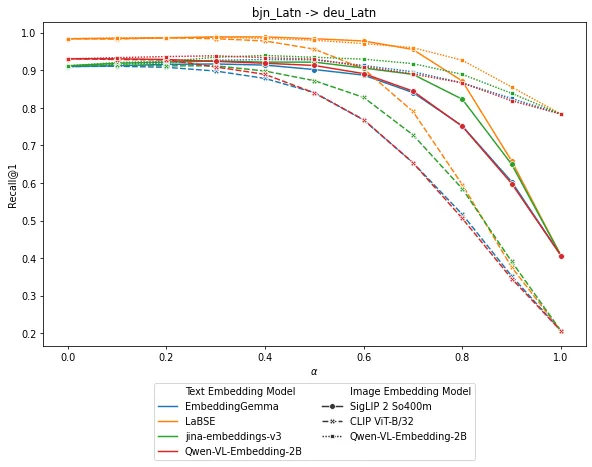 bjn_Latn -> deu_Latn
Recall@1
1.0
0.9
0.8
0.7
0.6
0.5
0.4
0.3
0.2
0.0
0.2
0.4
0.6
0.8
1.0
α
Text Embedding Model
EmbeddingGemma
LaBSE
jina-embeddings-v3
Qwen-VL-Embedding-2B
Image Embedding Model
SigLIP 2 So400m
CLIP ViT-B/32
Qwen-VL-Embedding-2B